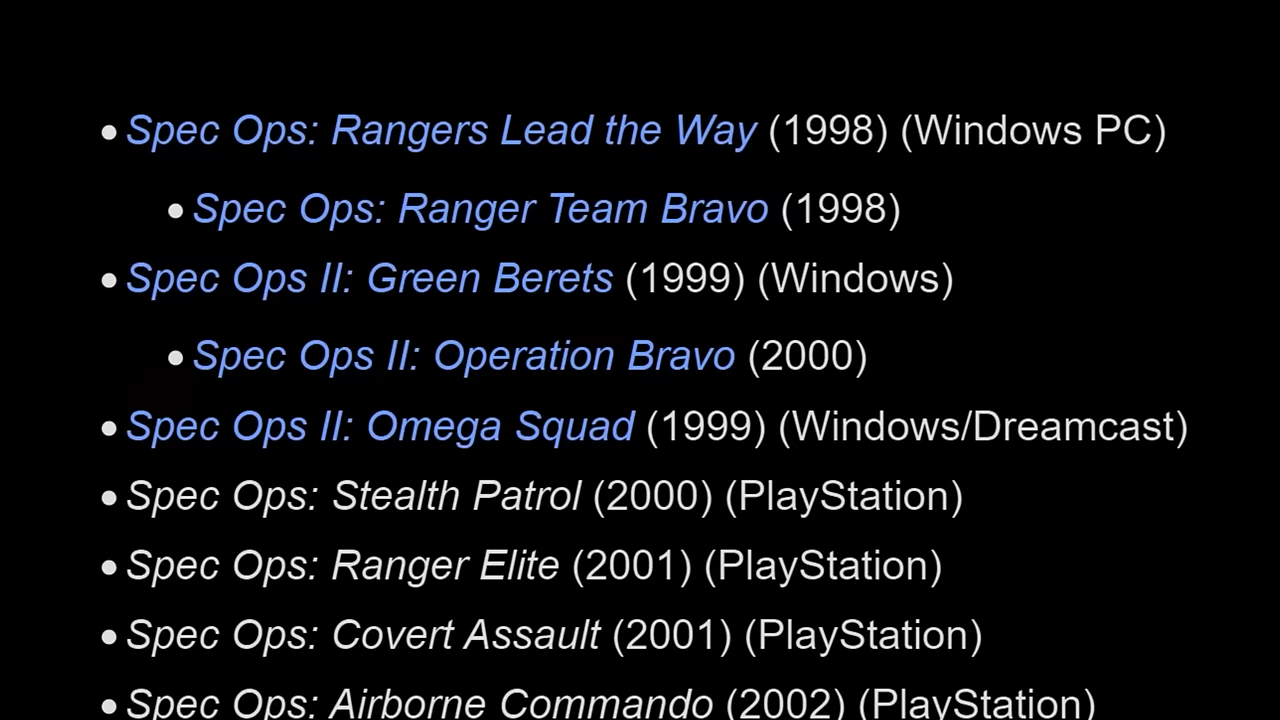 • Spec Ops: Rangers Lead the Way (1998) (Windows PC)
• Spec Ops: Ranger Team Bravo (1998)
• Spec Ops II: Green Berets (1999) (Windows)
• Spec Ops II: Operation Bravo (2000)
• Spec Ops II: Omega Squad (1999) (Windows/Dreamcast)
• Spec Ops: Stealth Patrol (2000) (PlayStation)
• Spec Ops: Ranger Elite (2001) (PlayStation)
• Spec Ops: Covert Assault (2001) (PlayStation)
• Spec Ops: Airborne Commando (2002) (PlayStation)